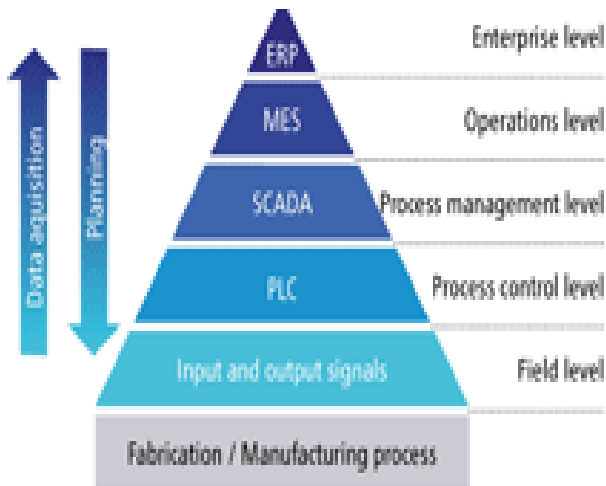 ERP
Enterprise level
MES
Operations level
SCADA
Process management level
PLC
Process control level
Input and output signals
Field level
Fabrication / Manufacturing process
Data aquisition
Planning